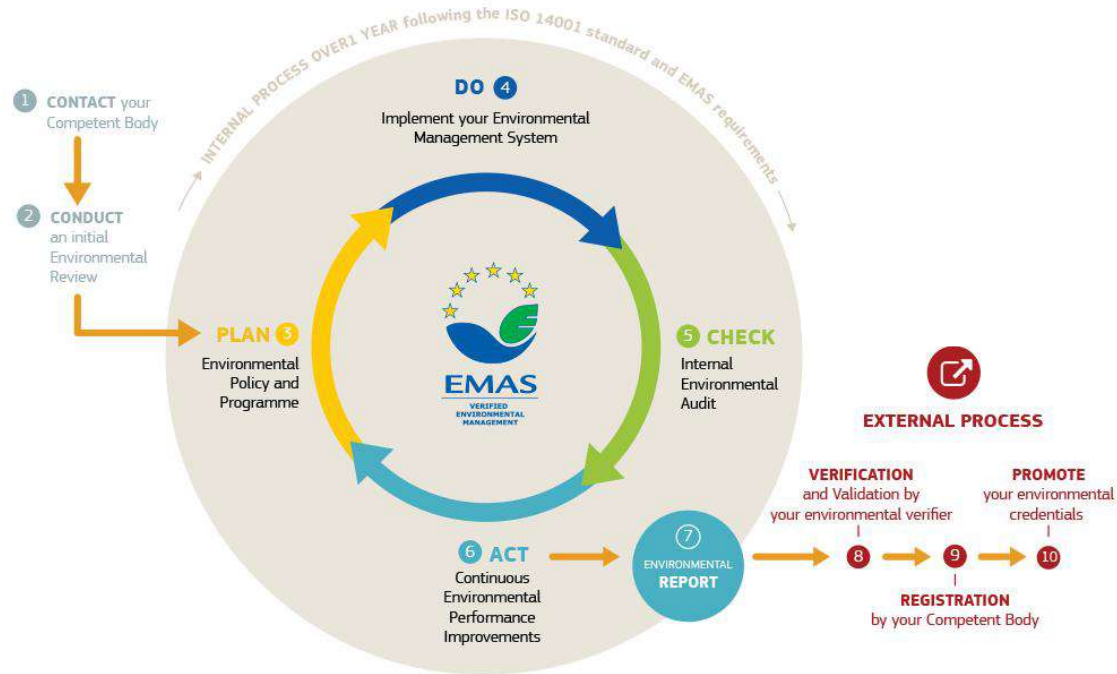 INTERNAL PROCESS OVER1 YEAR following the ISO 14001 standard and EMAS requirements
1 CONTACT your
Competent Body
2 CONDUCT
an initial
Environmental
Review
PLAN 3
Environmental
Policy and
Programme
DO 4
Implement your Environmental
Management System
5 CHECK
Internal
Environmental
Audit
6 ACT
Continuous
Environmental
Performance
Improvements
EMAS
VERIFIED
ENVIRONMENTAL
MANAGEMENT
7
ENVIRONMENTAL
REPORT
EXTERNAL PROCESS
VERIFICATION
and Validation by
your environmental verifier
8
9
REGISTRATION
by your Competent Body
PROMOTE
your environmental
credentials
10